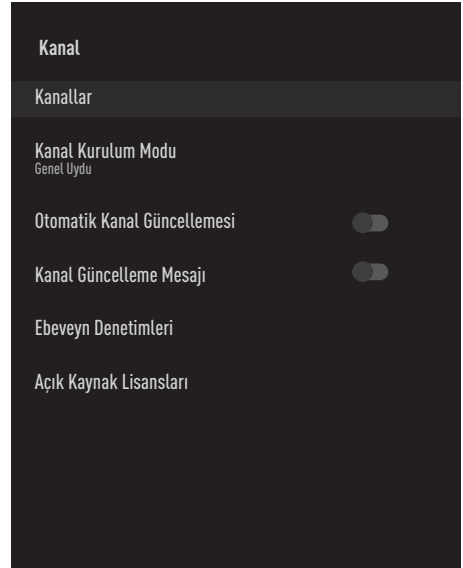 Kanal
Kanallar
Kanal Kurulum Modu
Genel Uydu
Otomatik Kanal Güncellemesi
Kanal Güncelleme Mesajı
Ebeveyn Denetimleri
Açık Kaynak Lisansları